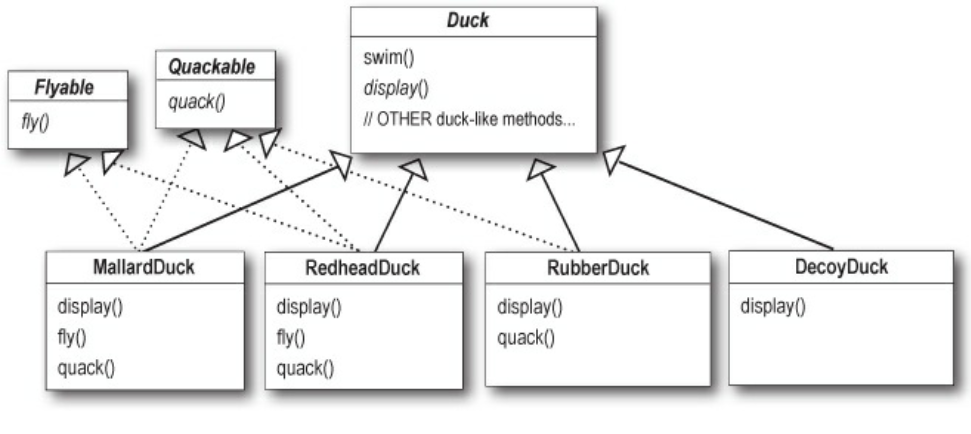 Duck
swim()
display()
// OTHER duck-like methods...
Quackable
quack()
Flyable
fly()
MallardDuck
display()
fly()
quack()
RedheadDuck
display()
fly()
quack()
RubberDuck
display()
quack()
DecoyDuck
display()